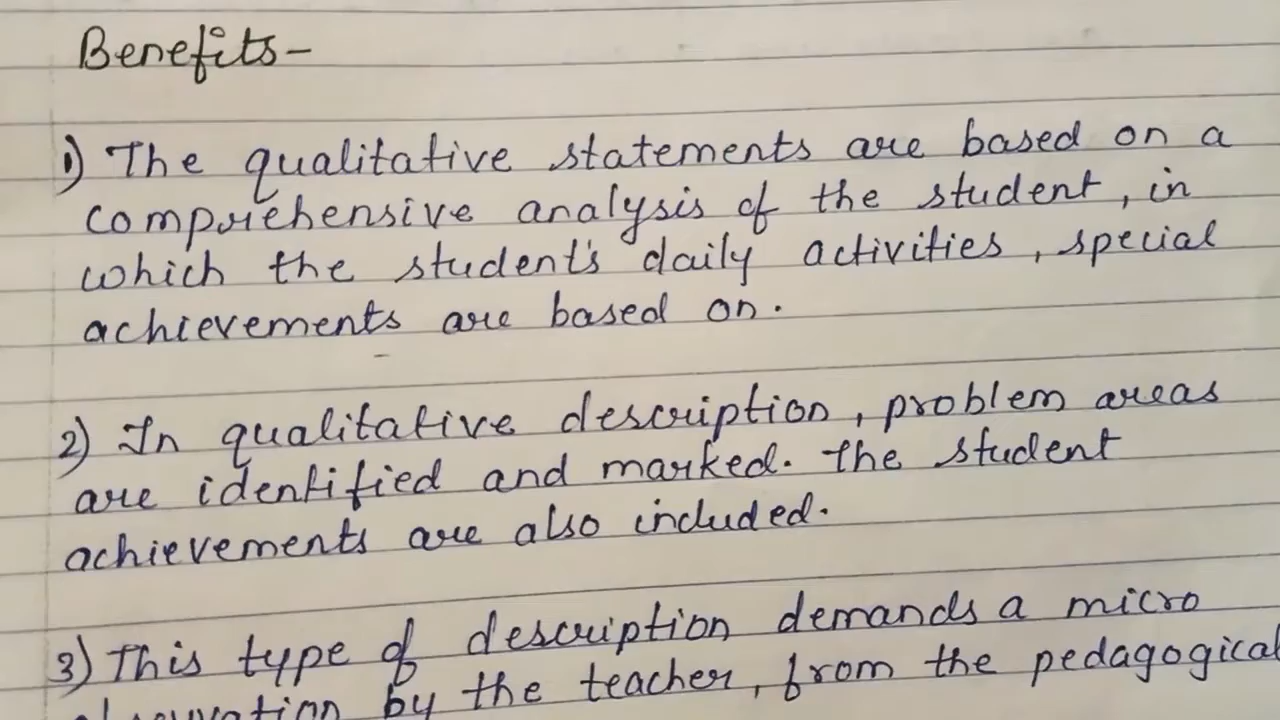 Benefits-
1) The qualitative statements are based on a
comprehensive analysis of the student, in
which the student's daily activities, special
achievements are based on.
2) In qualitative description, problem areas
are identified and marked. the student
achievements are also included.
3) This type of description demands a micro
observation by the teacher, from the pedagogical